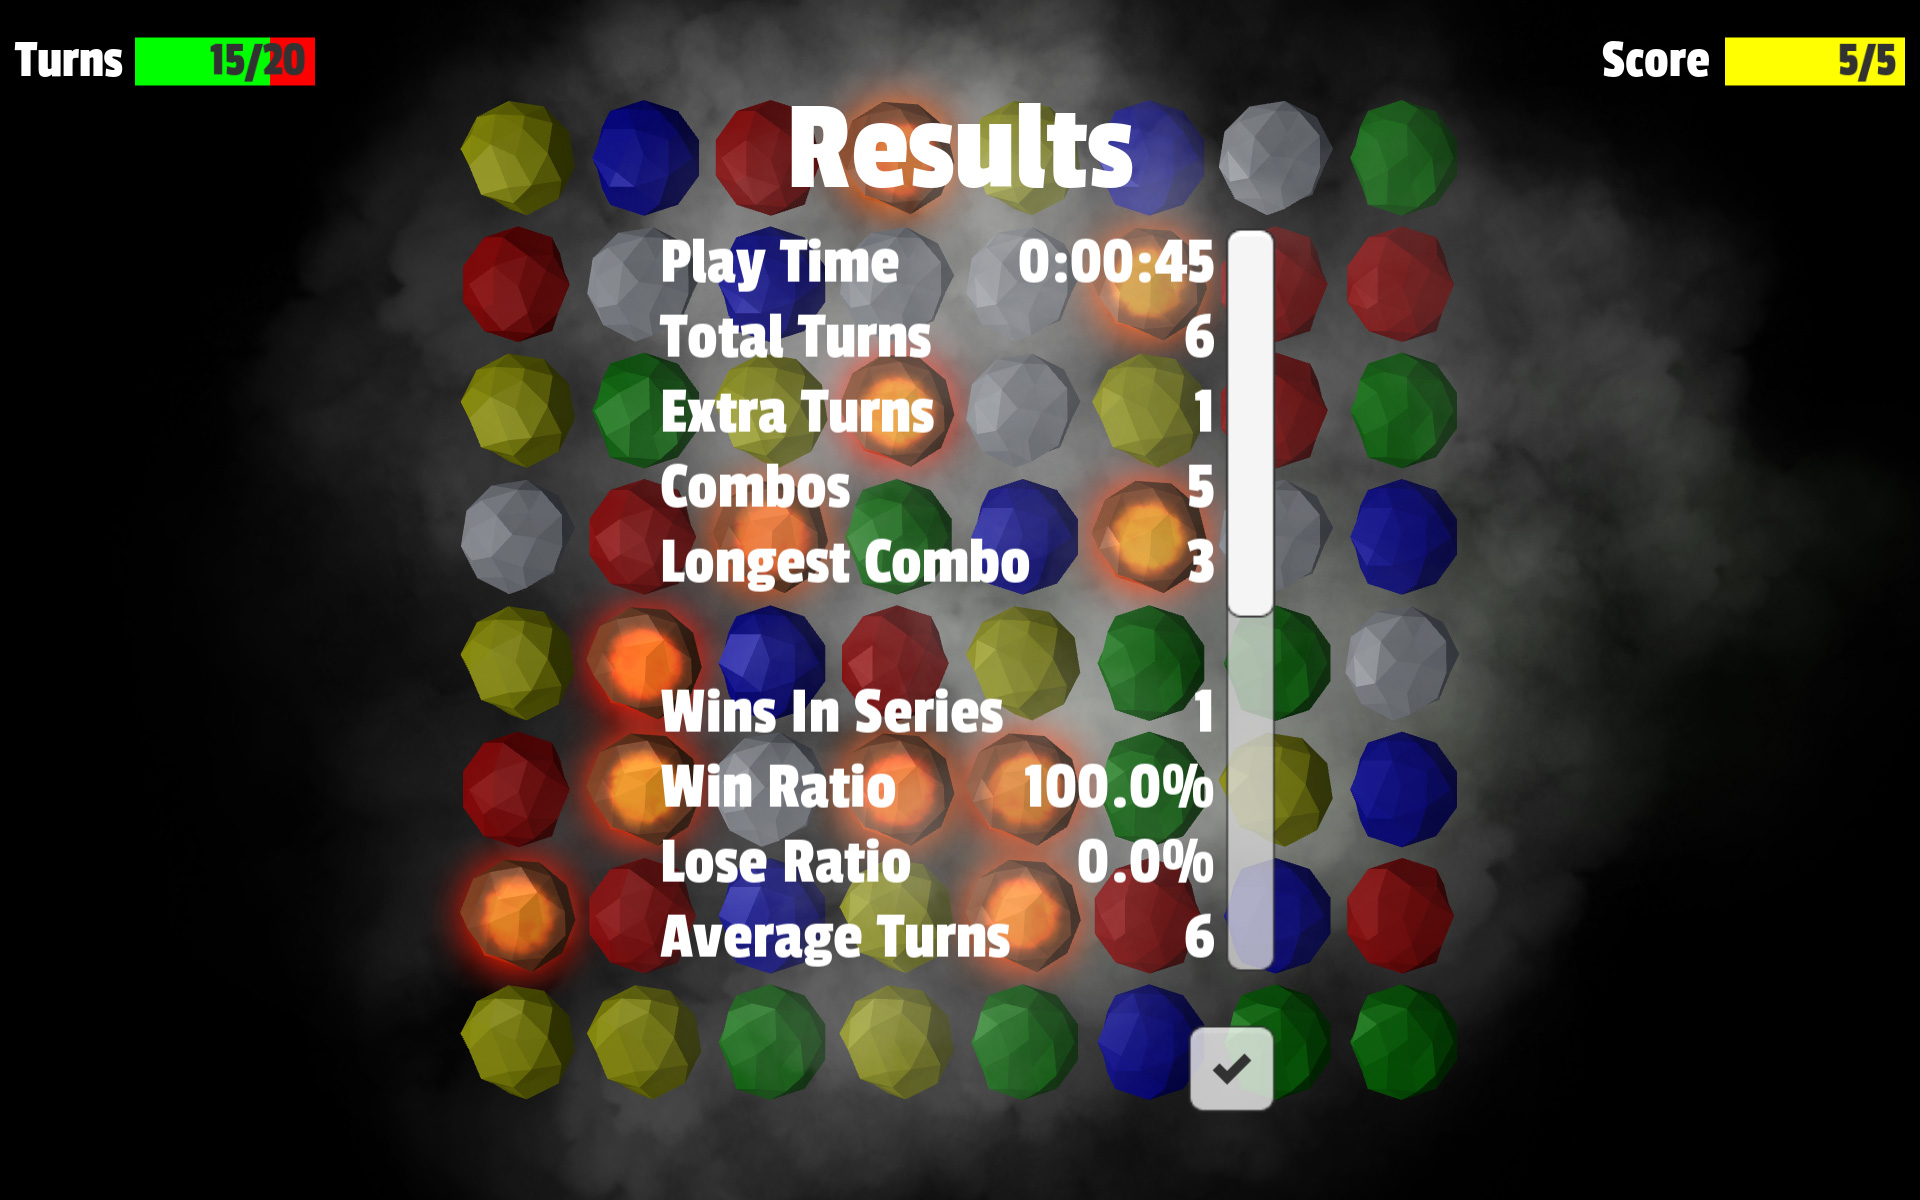 Turns 15/20 Score 5/5
Results
Play Time 0:00:45
Total Turns 6
Extra Turns 1
Combos 5
Longest Combo 3
Wins In Series 1
Win Ratio 100.0%
Lose Ratio 0.0%
Average Turns 6